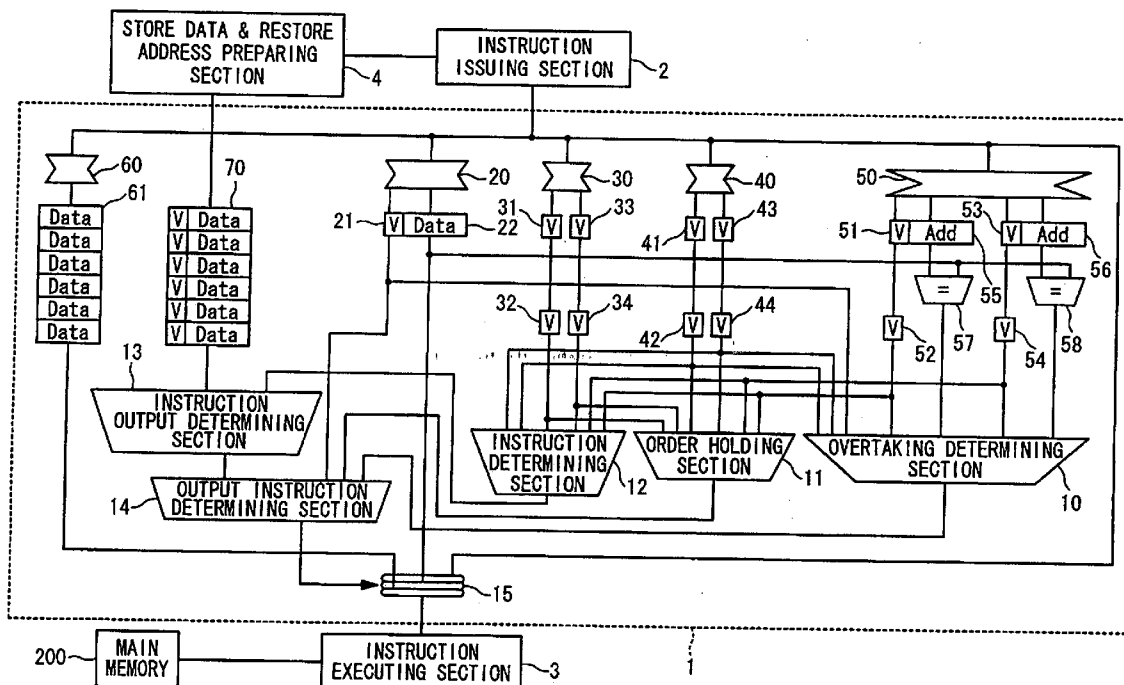 STORE DATA & RESTORE
ADDRESS PREPARING
SECTION
4
INSTRUCTION
ISSUING SECTION
2
60
61
Data
Data
Data
Data
Data
Data
70
V Data
V Data
V Data
V Data
V Data
V Data
20
21
V Data
22
30
31
V
V
33
32
V
V
34
40
41
V
V
43
42
V
V
44
50
51
V Add
55
53
V Add
56
=
57
=
58
V
52
V
54
13
INSTRUCTION
OUTPUT DETERMINING
SECTION
14
OUTPUT INSTRUCTION
DETERMINING SECTION
INSTRUCTION
DETERMINING
SECTION
12
ORDER HOLDING
SECTION
11
OVERTAKING DETERMINING
SECTION
10
15
1
200
MAIN
MEMORY
INSTRUCTION
EXECUTING SECTION
3